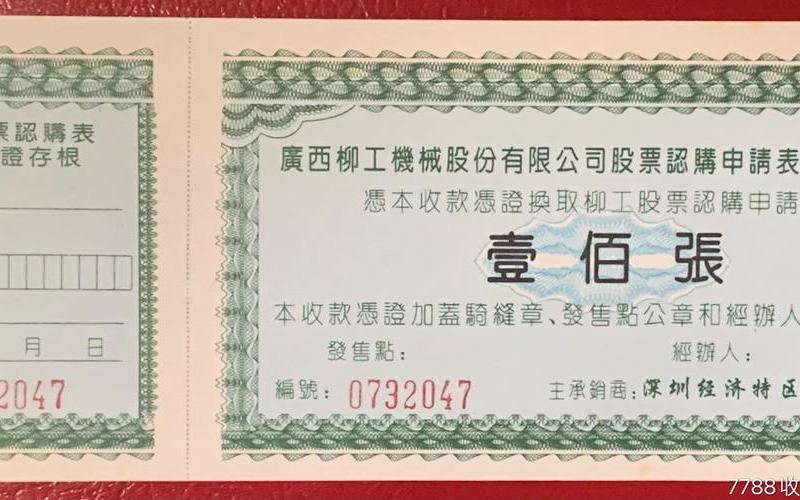 票認購表
證存根
月 日
2047
廣西柳工機械股份有限公司股票認購申請表
憑本收款憑證換取柳工股票認購申請
壹佰張
本收款憑證加蓋騎縫章、發售點公章和經辦人
發售點： 經辦人：
編號：0732047 主承銷商：深圳经济特区
7788收